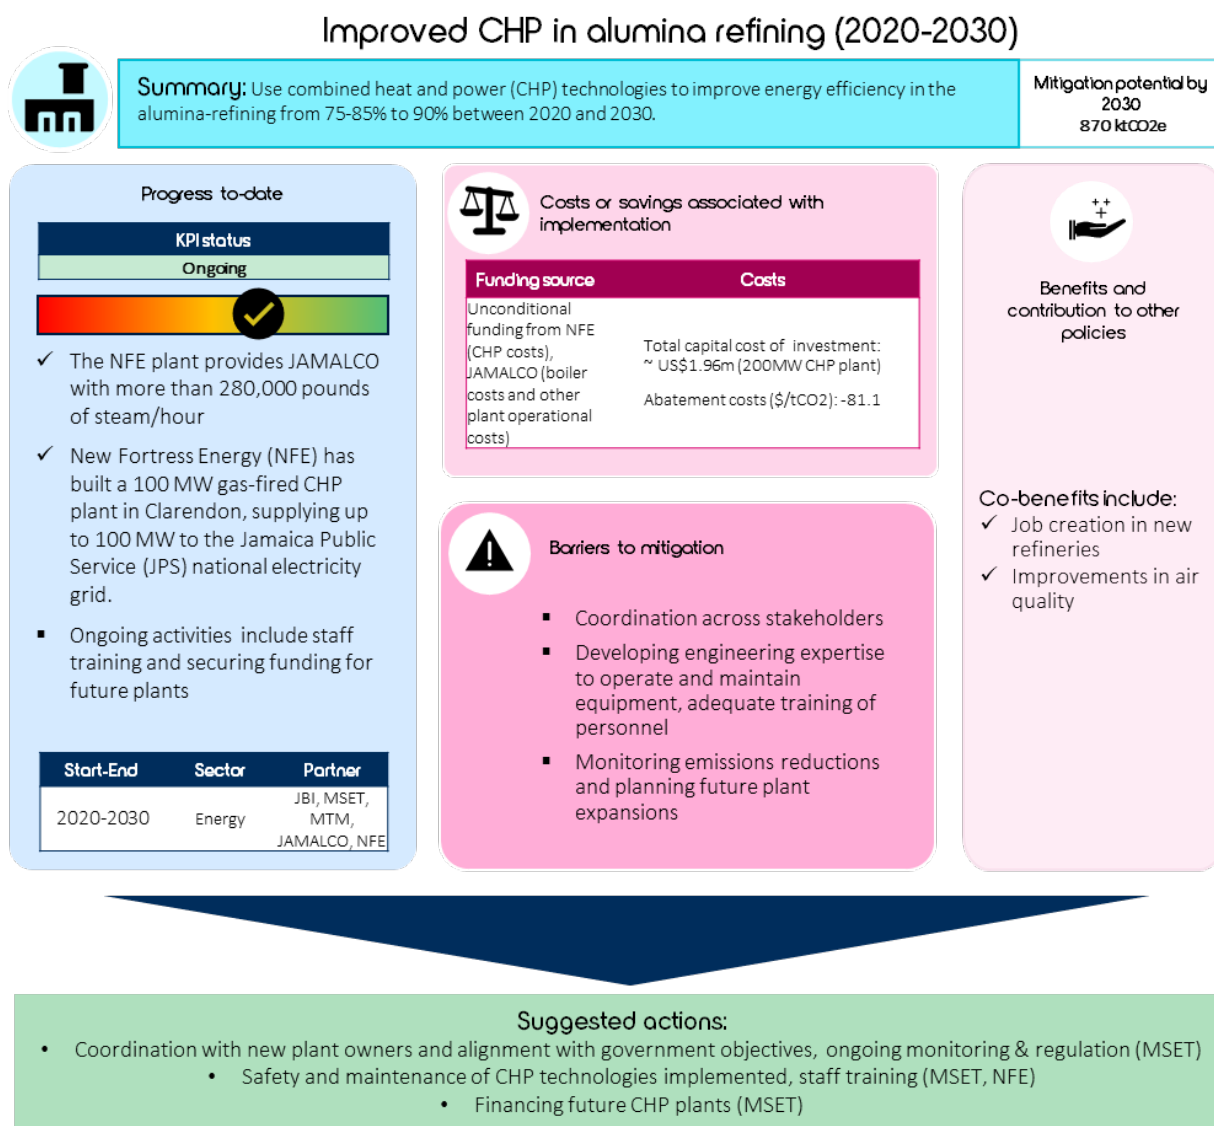 Improved CHP in alumina refining (2020-2030)
Summary: Use combined heat and power (CHP) technologies to improve energy efficiency in the
alumina-refining from 75-85% to 90% between 2020 and 2030.
Mitigation potential by
2030
870 ktCO2e
Progress to-date
KPI status
Ongoing
✓ The NFE plant provides JAMALCO
with more than 280,000 pounds
of steam/hour
✓ New Fortress Energy (NFE) has
built a 100 MW gas-fired CHP
plant in Clarendon, supplying up
to 100 MW to the Jamaica Public
Service (JPS) national electricity
grid.
▪ Ongoing activities include staff
training and securing funding for
future plants
Start-End Sector Partner
2020-2030 Energy
JBI, MSET,
MTM,
JAMALCO, NFE
Costs or savings associated with
implementation
Funding source Costs
Unconditional
funding from NFE
(CHP costs),
JAMALCO (boiler
costs and other
plant operational
costs)
Total capital cost of investment:
~ US$1.96m (200MW CHP plant)
Abatement costs ($/tCO2): -81.1
Barriers to mitigation
▪ Coordination across stakeholders
▪ Developing engineering expertise
to operate and maintain
equipment, adequate training of
personnel
▪ Monitoring emissions reductions
and planning future plant
expansions
Benefits and
contribution to other
policies
Co-benefits include:
✓ Job creation in new
refineries
✓ Improvements in air
quality
Suggested actions:
• Coordination with new plant owners and alignment with government objectives, ongoing monitoring & regulation (MSET)
• Safety and maintenance of CHP technologies implemented, staff training (MSET, NFE)
• Financing future CHP plants (MSET)